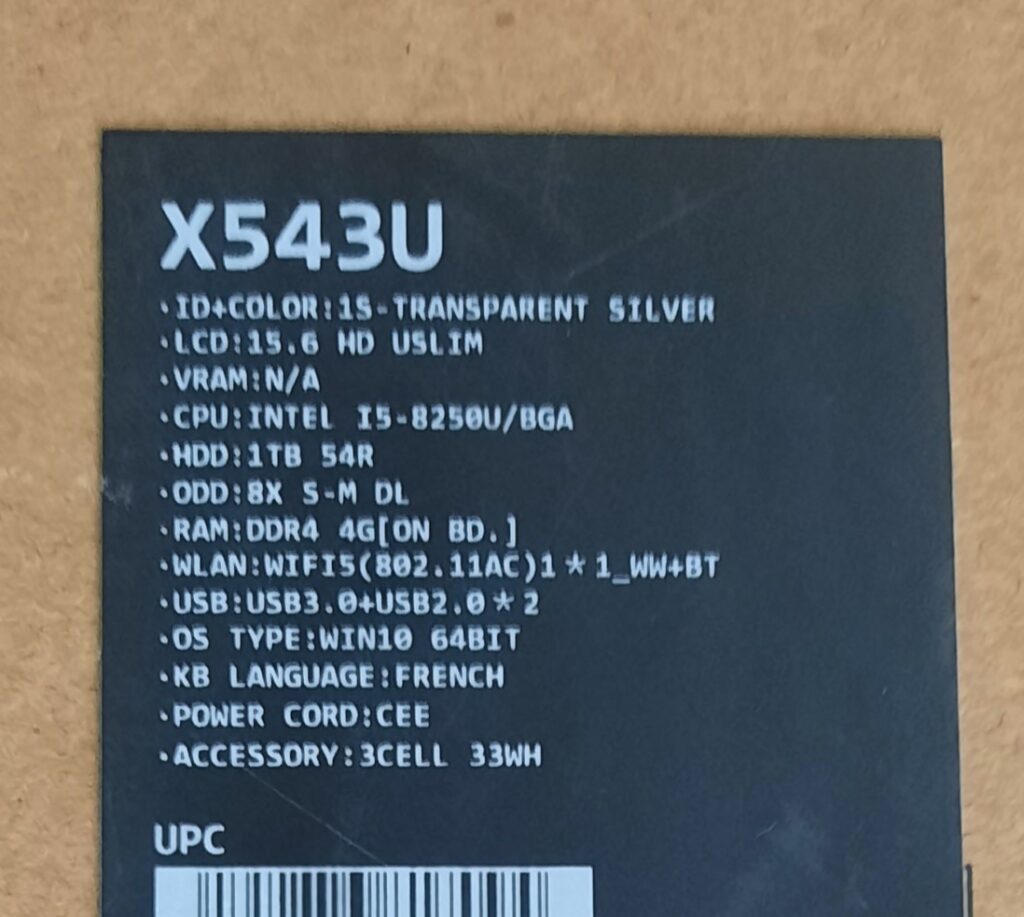 X543U
·ID+COLOR:1S-TRANSPARENT SILVER
·LCD:15.6 HD USLIM
·VRAM:N/A
·CPU:INTEL I5-8250U/BGA
·HDD:1TB 54R
·ODD:8X S-M DL
·RAM:DDR4 4G[ON BD.]
·WLAN:WIFI5(802.11AC)1*1_WW+BT
·USB:USB3.0+USB2.0*2
·OS TYPE:WIN10 64BIT
·KB LANGUAGE:FRENCH
·POWER CORD:CEE
·ACCESSORY:3CELL 33WH
UPC